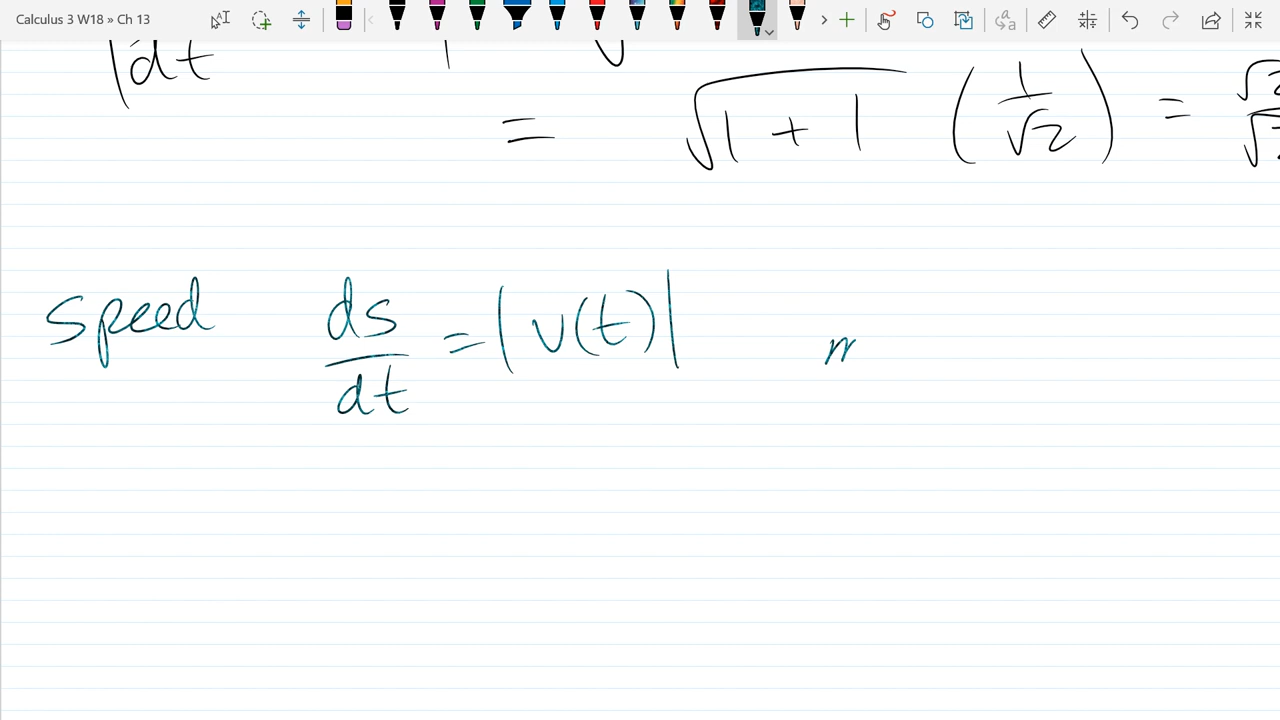 Calculus 3 W18 » Ch 13
dt
= √(1 + 1) (1/√2) =
speed ds/dt = |v(t)|